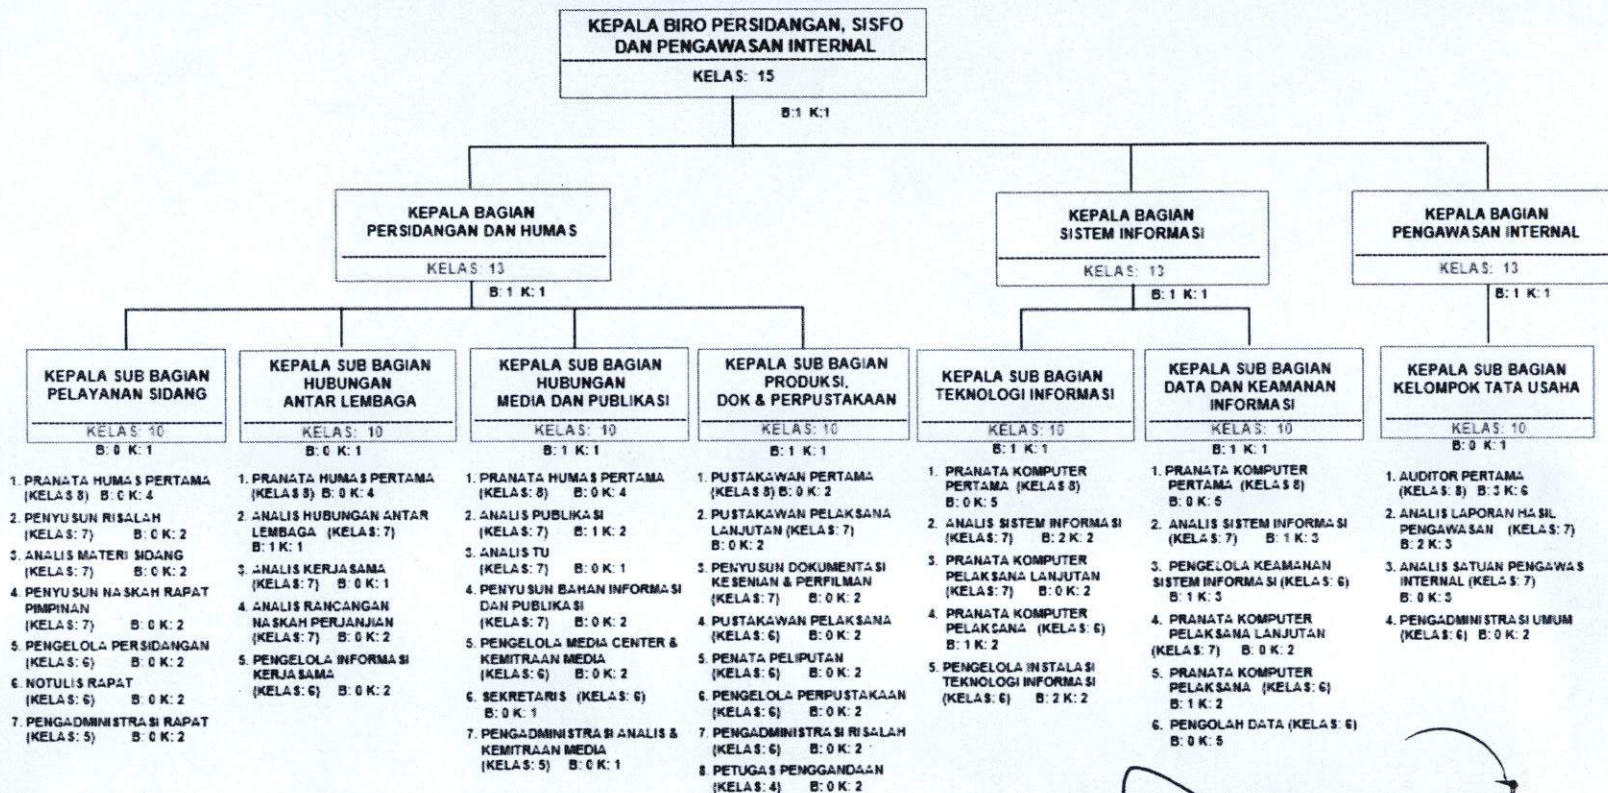 KEPALA BIRO PERSIDANGAN, SISFO
DAN PENGAWASAN INTERNAL
KELAS: 15
B:1 K:1
KEPALA BAGIAN
PERSIDANGAN DAN HUMAS
KELAS: 13
B: 1 K: 1
KEPALA BAGIAN
SISTEM INFORMASI
KELAS: 13
B: 1 K: 1
KEPALA BAGIAN
PENGAWASAN INTERNAL
KELAS: 13
B: 1 K: 1
KEPALA SUB BAGIAN
PELAYANAN SIDANG
KELAS: 10
B: 0 K: 1
1. PRANATA HUMAS PERTAMA
(KELAS 8) B: 0 K: 4
2. PENYUSUN RISALAH
(KELAS: 7) B: 0 K: 2
3. ANALIS MATERI SIDANG
(KELAS: 7) B: 0 K: 2
4. PENYUSUN NASKAH RAPAT
PIMPINAN
(KELAS: 7) B: 0 K: 2
5. PENGELOLA PERSIDANGAN
(KELAS: 6) B: 0 K: 2
6. NOTULIS RAPAT
(KELAS: 6) B: 0 K: 2
7. PENGADMINISTRASI RAPAT
(KELAS: 5) B: 0 K: 2
KEPALA SUB BAGIAN
HUBUNGAN
ANTAR LEMBAGA
KELAS: 10
B: 0 K: 1
1. PRANATA HUMAS PERTAMA
(KELAS 8) B: 0 K: 4
2. ANALIS HUBUNGAN ANTAR
LEMBAGA (KELAS: 7)
B: 1 K: 1
3. ANALIS KERJASAMA
(KELAS: 7) B: 0 K: 1
4. ANALIS RANCANGAN
NASKAH PERJANJIAN
(KELAS: 7) B: 0 K: 2
5. PENGELOLA INFORMASI
KERJASAMA
(KELAS: 6) B: 0 K: 2
KEPALA SUB BAGIAN
HUBUNGAN
MEDIA DAN PUBLIKASI
KELAS: 10
B: 1 K: 1
1. PRANATA HUMAS PERTAMA
(KELAS: 8) B: 0 K: 4
2. ANALIS PUBLIKASI
(KELAS: 7) B: 1 K: 2
3. ANALIS TU
(KELAS: 7) B: 0 K: 1
4. PENYUSUN BAHAN INFORMASI
DAN PUBLIKASI
(KELAS: 7) B: 0 K: 2
5. PENGELOLA MEDIA CENTER &
KEMITRAAN MEDIA
(KELAS: 6) B: 0 K: 2
6. SEKRETARIS (KELAS: 6)
B: 0 K: 1
7. PENGADMINISTRASI ANALIS &
KEMITRAAN MEDIA
(KELAS: 5) B: 0 K: 1
KEPALA SUB BAGIAN
PRODUKSI,
DOK & PERPUSTAKAAN
KELAS: 10
B: 1 K: 1
1. PUSTAKAWAN PERTAMA
(KELAS 8) B: 0 K: 2
2. PUSTAKAWAN PELAKSANA
LANJUTAN (KELAS: 7)
B: 0 K: 2
3. PENYUSUN DOKUMENTASI
KESENIAN & PERFILMAN
(KELAS: 7) B: 0 K: 2
4. PUSTAKAWAN PELAKSANA
(KELAS: 6) B: 0 K: 2
5. PENATA PELIPUTAN
(KELAS: 6) B: 0 K: 2
6. PENGELOLA PERPUSTAKAAN
(KELAS: 6) B: 0 K: 2
7. PENGADMINISTRASI RISALAH
(KELAS: 6) B: 0 K: 2
8. PETUGAS PENGGANDAAN
(KELAS: 4) B: 0 K: 2
KEPALA SUB BAGIAN
TEKNOLOGI INFORMASI
KELAS: 10
B: 1 K: 1
1. PRANATA KOMPUTER
PERTAMA (KELAS 8)
B: 0 K: 5
2. ANALIS SISTEM INFORMASI
(KELAS: 7) B: 2 K: 2
3. PRANATA KOMPUTER
PELAKSANA LANJUTAN
(KELAS: 7) B: 0 K: 2
4. PRANATA KOMPUTER
PELAKSANA (KELAS: 6)
B: 1 K: 2
5. PENGELOLA INSTALASI
TEKNOLOGI INFORMASI
(KELAS: 6) B: 2 K: 2
KEPALA SUB BAGIAN
DATA DAN KEAMANAN
INFORMASI
KELAS: 10
B: 1 K: 1
1. PRANATA KOMPUTER
PERTAMA (KELAS 8)
B: 0 K: 5
2. ANALIS SISTEM INFORMASI
(KELAS: 7) B: 1 K: 3
3. PENGELOLA KEAMANAN
SISTEM INFORMASI (KELAS: 6)
B: 1 K: 3
4. PRANATA KOMPUTER
PELAKSANA LANJUTAN
(KELAS: 7) B: 0 K: 2
5. PRANATA KOMPUTER
PELAKSANA (KELAS: 6)
B: 1 K: 2
6. PENGOLAH DATA (KELAS: 6)
B: 0 K: 5
KEPALA SUB BAGIAN
KELOMPOK TATA USAHA
KELAS: 10
B: 0 K: 1
1. AUDITOR PERTAMA
(KELAS: 8) B: 3 K: 6
2. ANALIS LAPORAN HASIL
PENGAWASAN (KELAS: 7)
B: 2 K: 3
3. ANALIS SATUAN PENGAWAS
INTERNAL (KELAS: 7)
B: 0 K: 3
4. PENGADMINISTRASI UMUM
(KELAS: 6) B: 0 K: 2